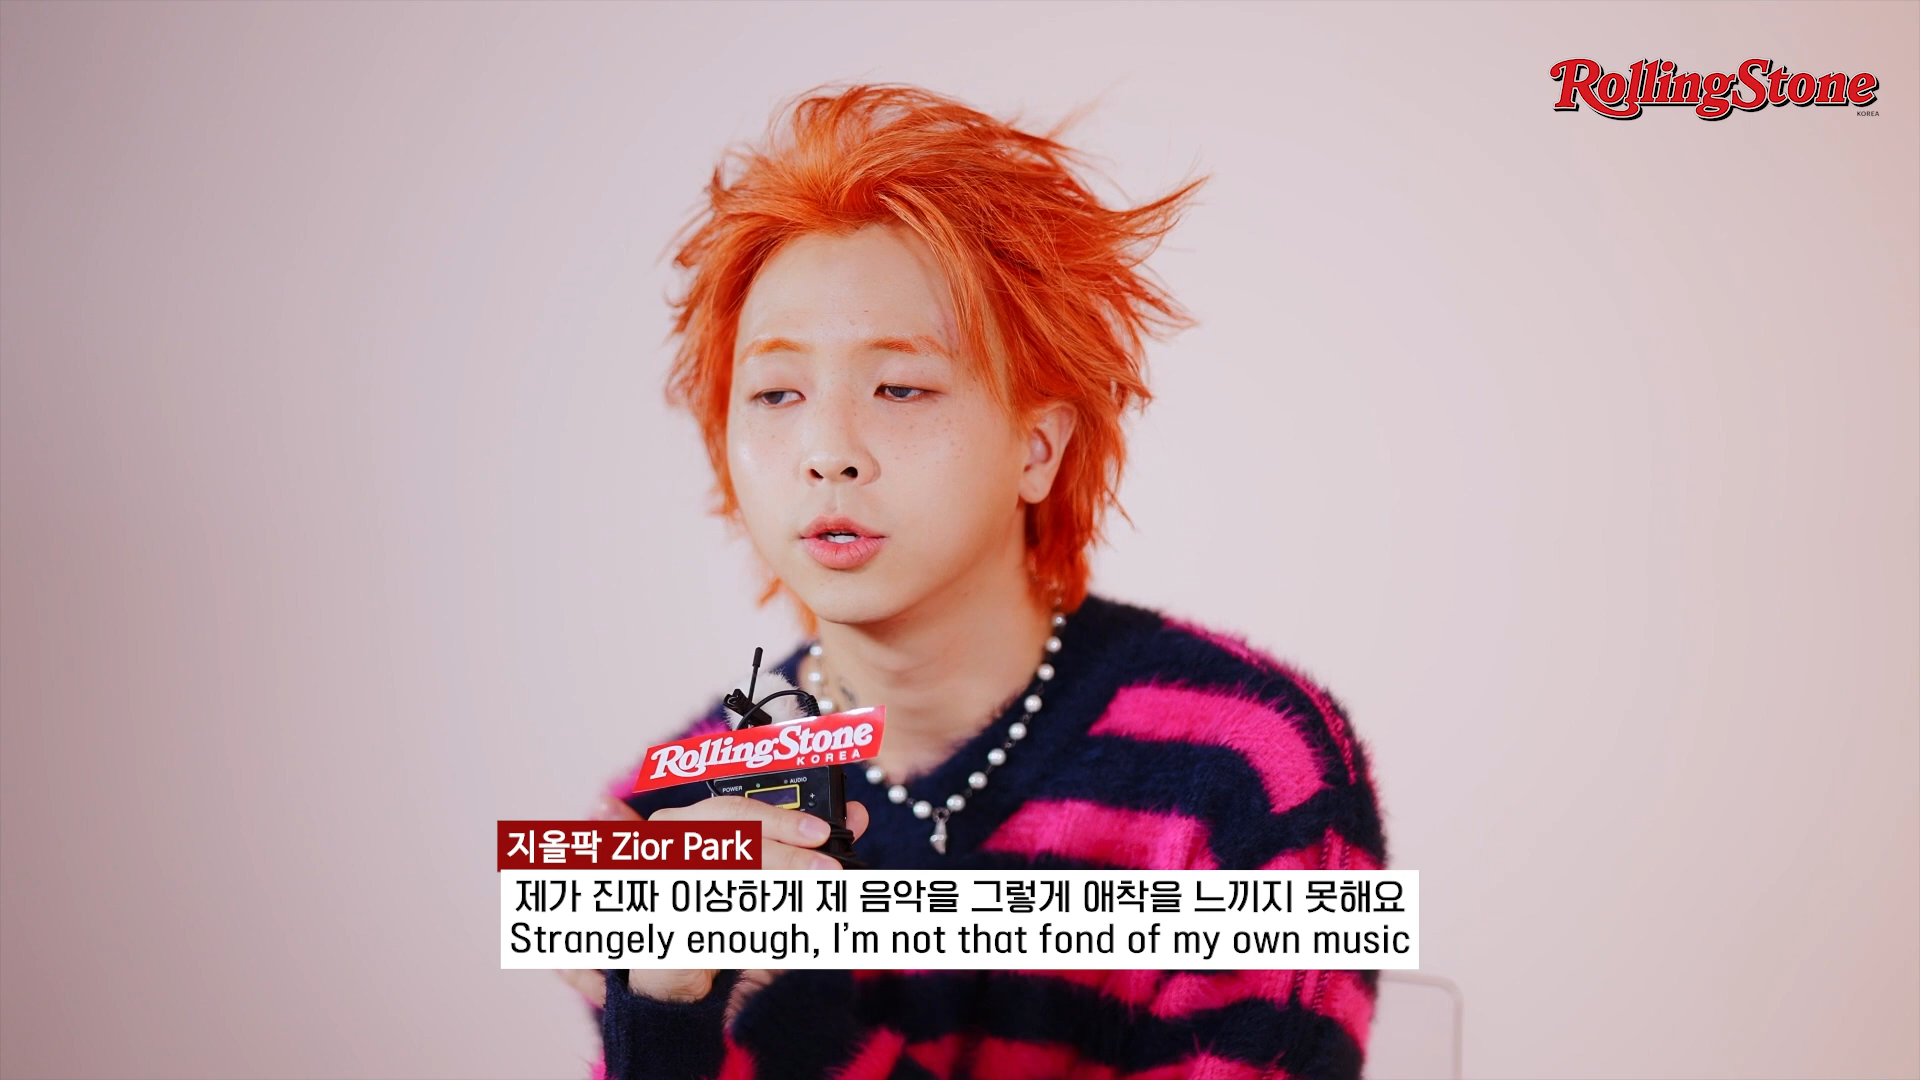 RollingStone
KOREA
RollingStone
KOREA
POWER
AUDIO
+
지올팍 Zior Park
제가 진짜 이상하게 제 음악을 그렇게 애착을 느끼지 못해요
Strangely enough, I'm not that fond of my own music